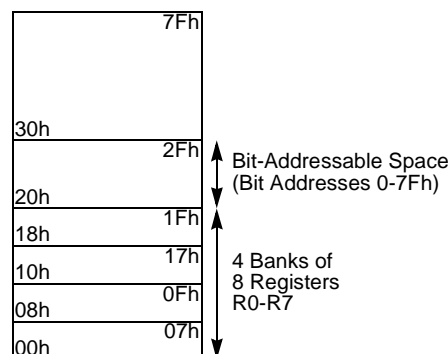 7Fh
30h
2Fh
Bit-Addressable Space
(Bit Addresses 0-7Fh)
20h
1Fh
18h
17h
10h
4 Banks of
8 Registers
R0-R7
0Fh
08h
07h
00h